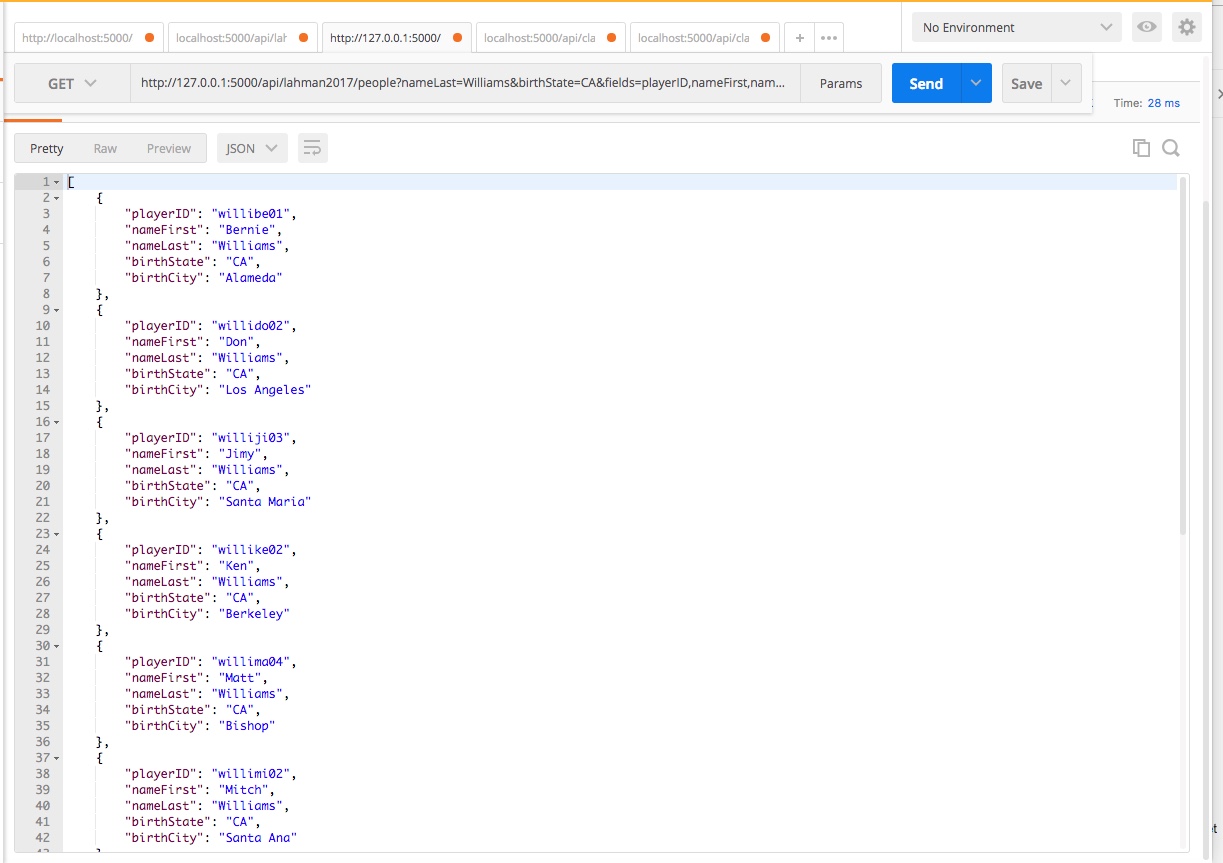 http://localhost:5000/
localhost:5000/api/lah
http://127.0.0.1:5000/
localhost:5000/api/cla
localhost:5000/api/cla
+
•••
No Environment
GET
http://127.0.0.1:5000/api/lahman2017/people?nameLast=Williams&birthState=CA&fields=playerID,nameFirst,nam...
Params
Send
Save
Time: 28 ms
Pretty
Raw
Preview
JSON
1 [
2 {
3 "playerID": "willibe01",
4 "nameFirst": "Bernie",
5 "nameLast": "Williams",
6 "birthState": "CA",
7 "birthCity": "Alameda"
8 },
9 {
10 "playerID": "willido02",
11 "nameFirst": "Don",
12 "nameLast": "Williams",
13 "birthState": "CA",
14 "birthCity": "Los Angeles"
15 },
16 {
17 "playerID": "williji03",
18 "nameFirst": "Jimy",
19 "nameLast": "Williams",
20 "birthState": "CA",
21 "birthCity": "Santa Maria"
22 },
23 {
24 "playerID": "willike02",
25 "nameFirst": "Ken",
26 "nameLast": "Williams",
27 "birthState": "CA",
28 "birthCity": "Berkeley"
29 },
30 {
31 "playerID": "willima04",
32 "nameFirst": "Matt",
33 "nameLast": "Williams",
34 "birthState": "CA",
35 "birthCity": "Bishop"
36 },
37 {
38 "playerID": "willimi02",
39 "nameFirst": "Mitch",
40 "nameLast": "Williams",
41 "birthState": "CA",
42 "birthCity": "Santa Ana"